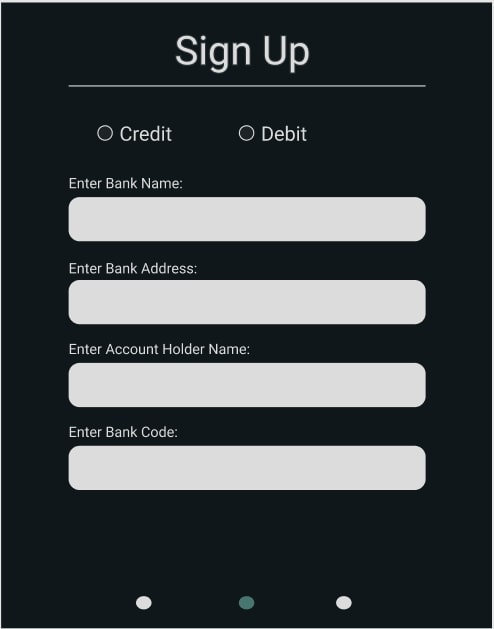 Sign Up
Credit Debit
Enter Bank Name:
Enter Bank Address:
Enter Account Holder Name:
Enter Bank Code: